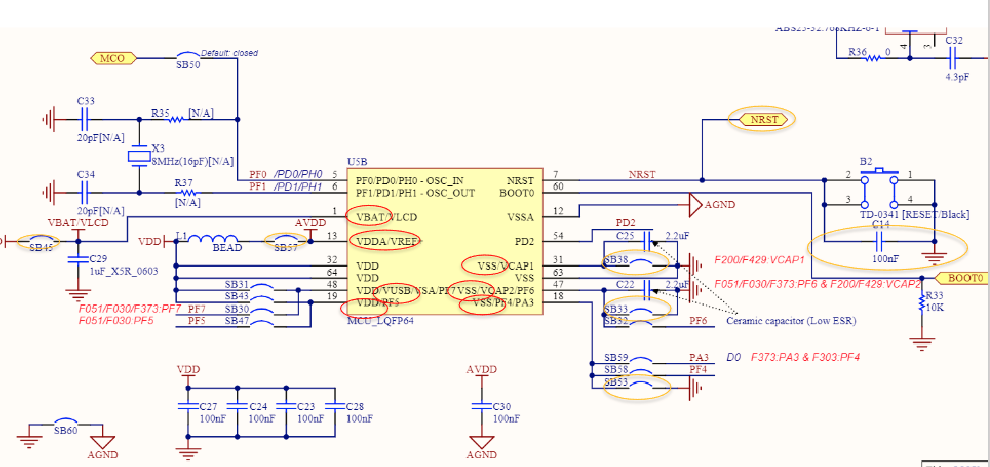 ABS25-32.768KHZ-6-T
R36 0
4
3
C32
4.3pF
MCO
Default: closed
SB50
C33
20pF[N/A]
R35 [N/A]
X3
8MHz(16pF)[N/A]
C34
20pF[N/A]
R37
[N/A]
PF0 /PD0/PH0 5
PF1 /PD1/PH1 6
U5B
PF0/PD0/PH0 - OSC_IN
PF1/PD1/PH1 - OSC_OUT
VBAT/VLCD
VDDA/VREF
VDD
VDD
VDD/VUSB/VSA/PF7
VDD/PF5
NRST
BOOT0
VSSA
PD2
VSS/VCAP1
VSS
VSS/VCAP2/PF6
VSS/PF4/PA3
MCU_LQFP64
VBAT/VLCD
SB45
C29
1uF_X5R_0603
VDD
L1
BEAD
SB57
AVDD
1
13
32
64
48
19
SB31
SB43
SB30
SB47
F051/F030/F373:PF7 PF7
F051/F030:PF5 PF5
7
60
12
54
31
63
47
18
NRST
NRST
AGND
PD2
C25 2.2uF
SB38
F200/F429:VCAP1
C22 2.2uF
F051/F030/F373:PF6 & F200/F429:VCAP2
SB33
SB32 PF6
Ceramic capacitor (Low ESR)
SB59 PA3
DO F373:PA3 & F303:PF4
SB58 PF4
SB53
B2
2 1
3 4
TD-0341 [RESET/Black]
C14
100nF
BOOT0
R33
10K
VDD
C27
100nF
C24
100nF
C23
100nF
C28
100nF
AVDD
C30
100nF
AGND
SB60
AGND